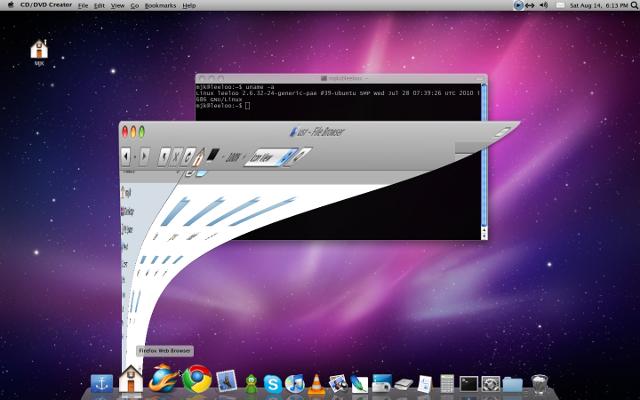 CD/DVD Creator File Edit View Go Bookmarks Help
Sat Aug 14, 6:13 PM
mjk
mjk@leeloo: ~
mjk@leeloo:~$ uname -a
Linux leeloo 2.6.32-24-generic-pae #39-Ubuntu SMP Wed Jul 28 07:39:26 UTC 2010 i
686 GNU/Linux
mjk@leeloo:~$
usr - File Browser
100% Icon View
mjk
Desktop
Firefox Web Browser